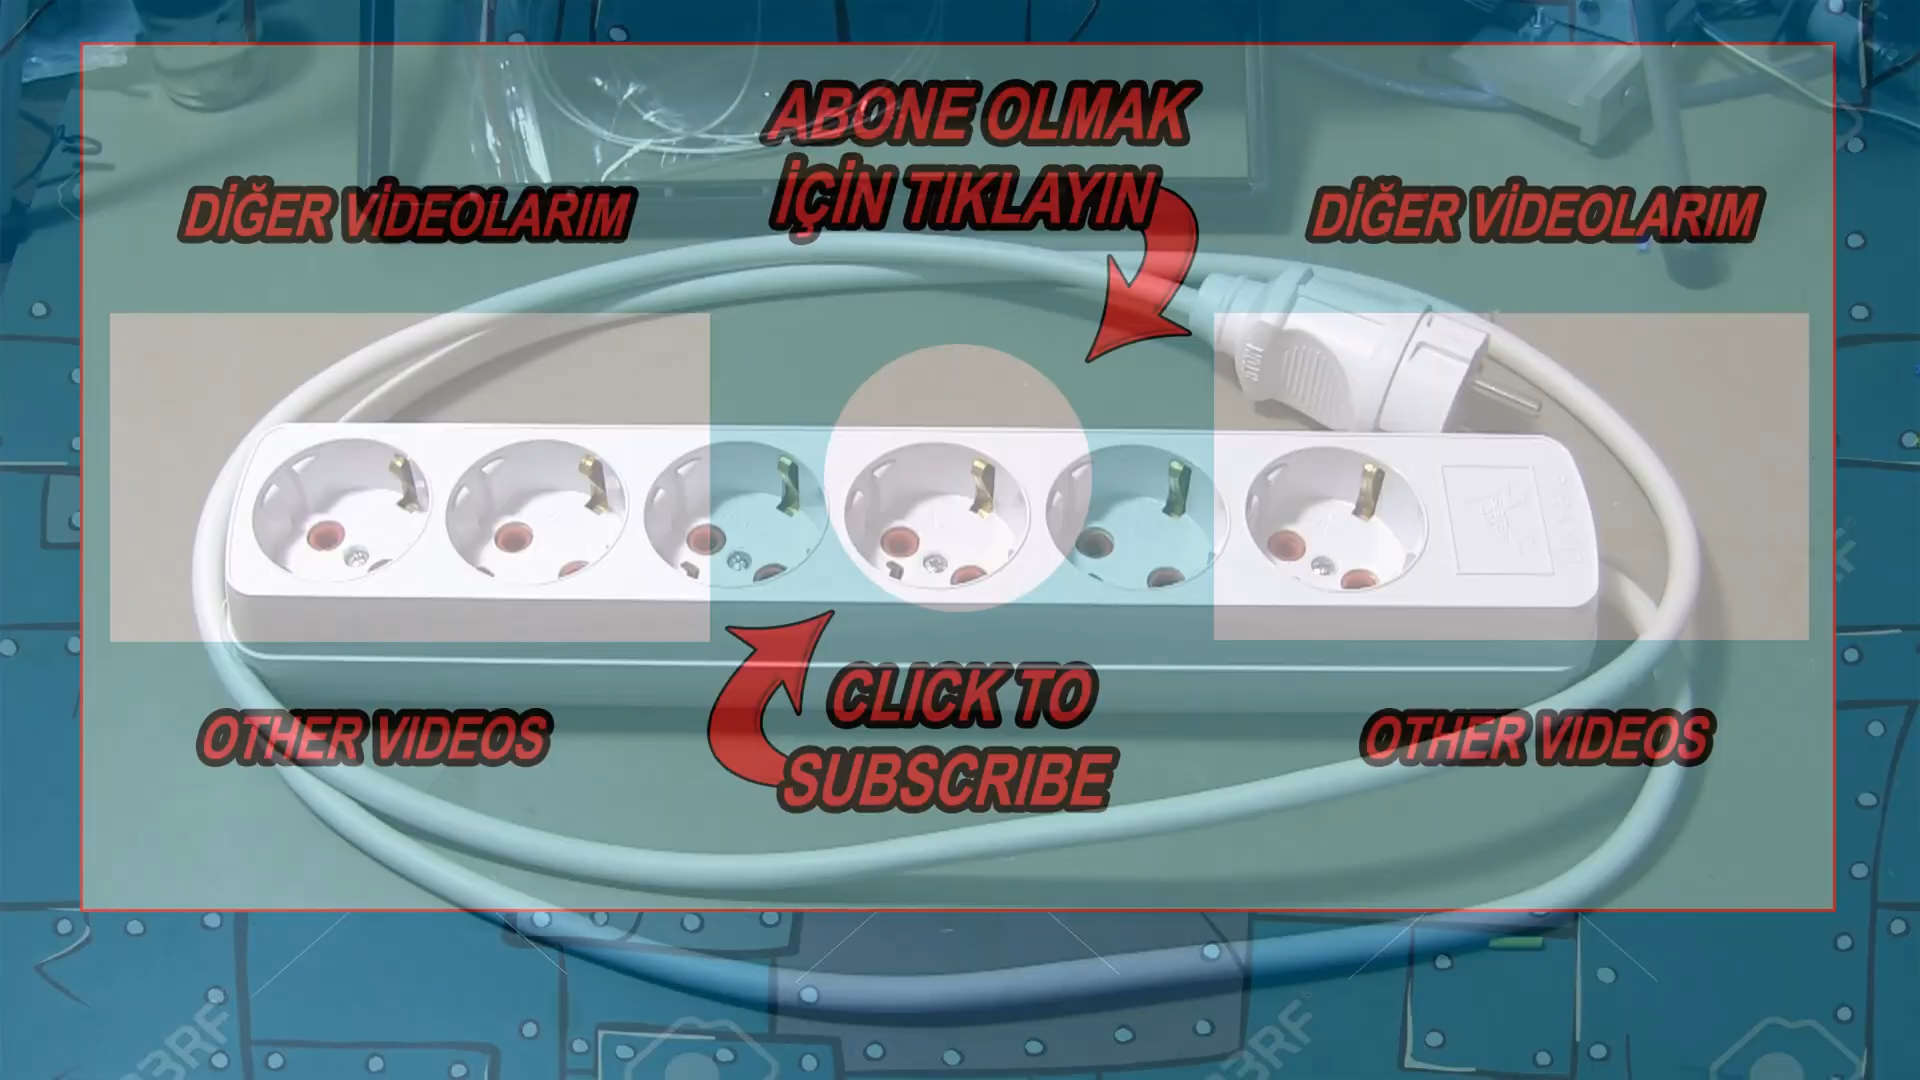 ABONE OLMAK
İÇİN TIKLAYIN
DİĞER VİDEOLARIM
DİĞER VİDEOLARIM
OTHER VIDEOS
CLICK TO
SUBSCRIBE
OTHER VIDEOS